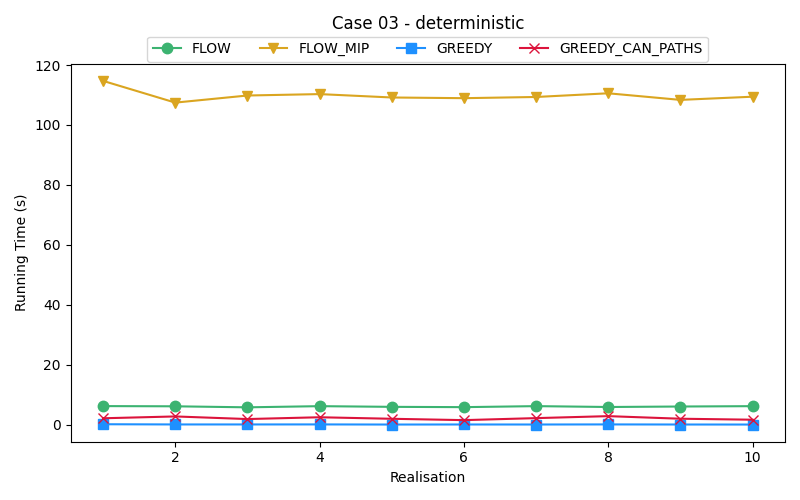 Case 03 - deterministic
FLOW FLOW_MIP GREEDY GREEDY_CAN_PATHS
120
100
80
60
40
20
0
Running Time (s)
2 4 6 8 10
Realisation